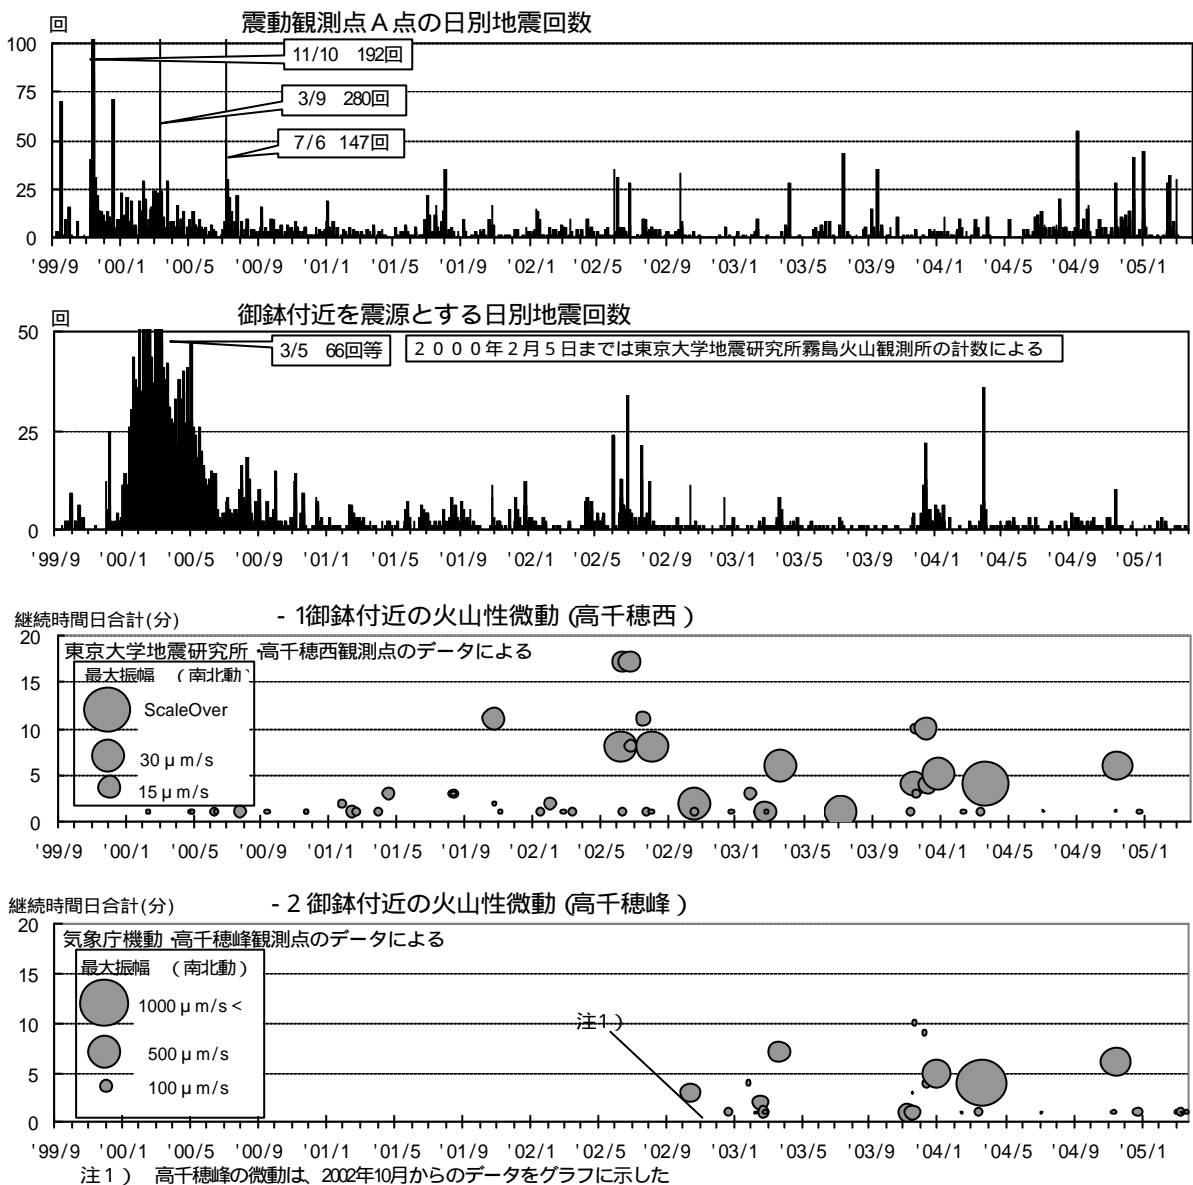 回
震動観測点A点の日別地震回数
100
75
50
25
0
11/10 192回
3/9 280回
7/6 147回
'99/9 '00/1 '00/5 '00/9 '01/1 '01/5 '01/9 '02/1 '02/5 '02/9 '03/1 '03/5 '03/9 '04/1 '04/5 '04/9 '05/1
回
御鉢付近を震源とする日別地震回数
50
25
0
3/5 66回等
2000年2月5日までは東京大学地震研究所霧島火山観測所の計数による
'99/9 '00/1 '00/5 '00/9 '01/1 '01/5 '01/9 '02/1 '02/5 '02/9 '03/1 '03/5 '03/9 '04/1 '04/5 '04/9 '05/1
継続時間日合計(分)
-1御鉢付近の火山性微動(高千穂西)
20
15
10
5
0
東京大学地震研究所・高千穂西観測点のデータによる
最大振幅 (南北動)
ScaleOver
30μm/s
15μm/s
'99/9 '00/1 '00/5 '00/9 '01/1 '01/5 '01/9 '02/1 '02/5 '02/9 '03/1 '03/5 '03/9 '04/1 '04/5 '04/9 '05/1
継続時間日合計(分)
-2御鉢付近の火山性微動(高千穂峰)
20
15
10
5
0
気象庁機動・高千穂峰観測点のデータによる
最大振幅 (南北動)
1000μm/s<
500μm/s
100μm/s
注1)
'99/9 '00/1 '00/5 '00/9 '01/1 '01/5 '01/9 '02/1 '02/5 '02/9 '03/1 '03/5 '03/9 '04/1 '04/5 '04/9 '05/1
注1) 高千穂峰の微動は、2002年10月からのデータをグラフに示した